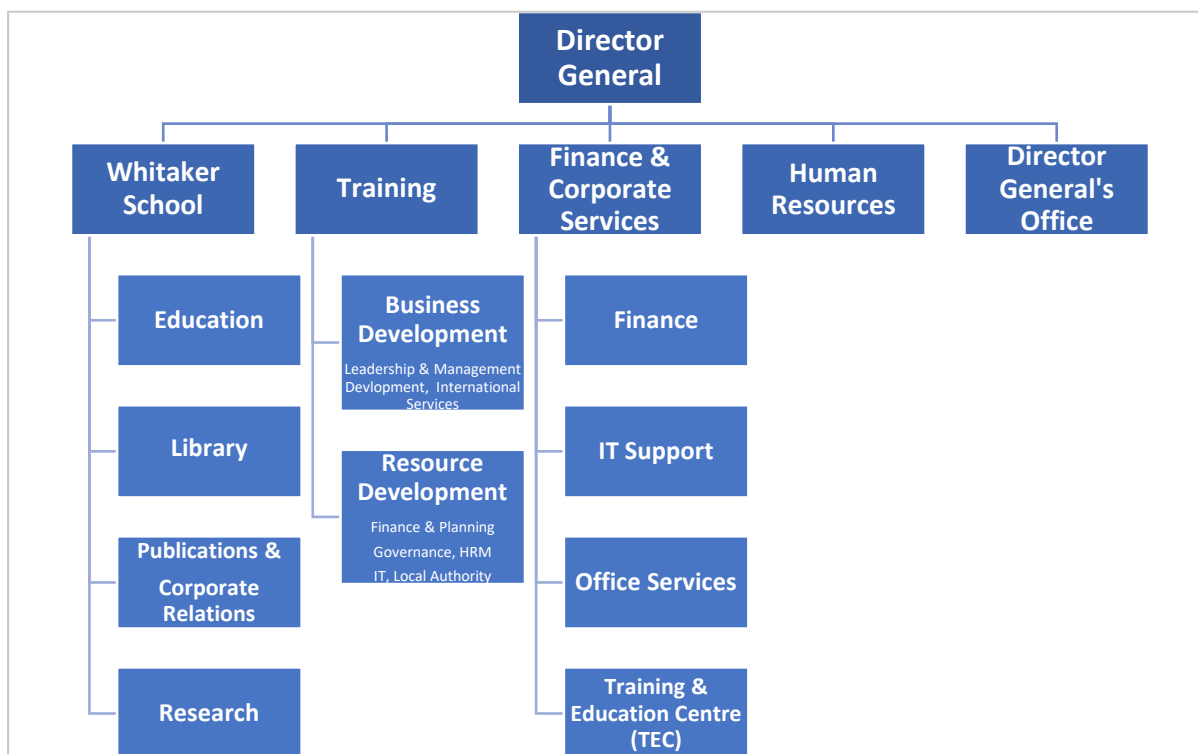 Director
General
Whitaker
School
Training
Finance &
Corporate
Services
Human
Resources
Director
General's
Office
Education
Library
Publications &
Corporate
Relations
Research
Business
Development
Leadership & Management
Devlopment, International
Services
Resource
Development
Finance & Planning
Governance, HRM
IT, Local Authority
Finance
IT Support
Office Services
Training &
Education Centre
(TEC)